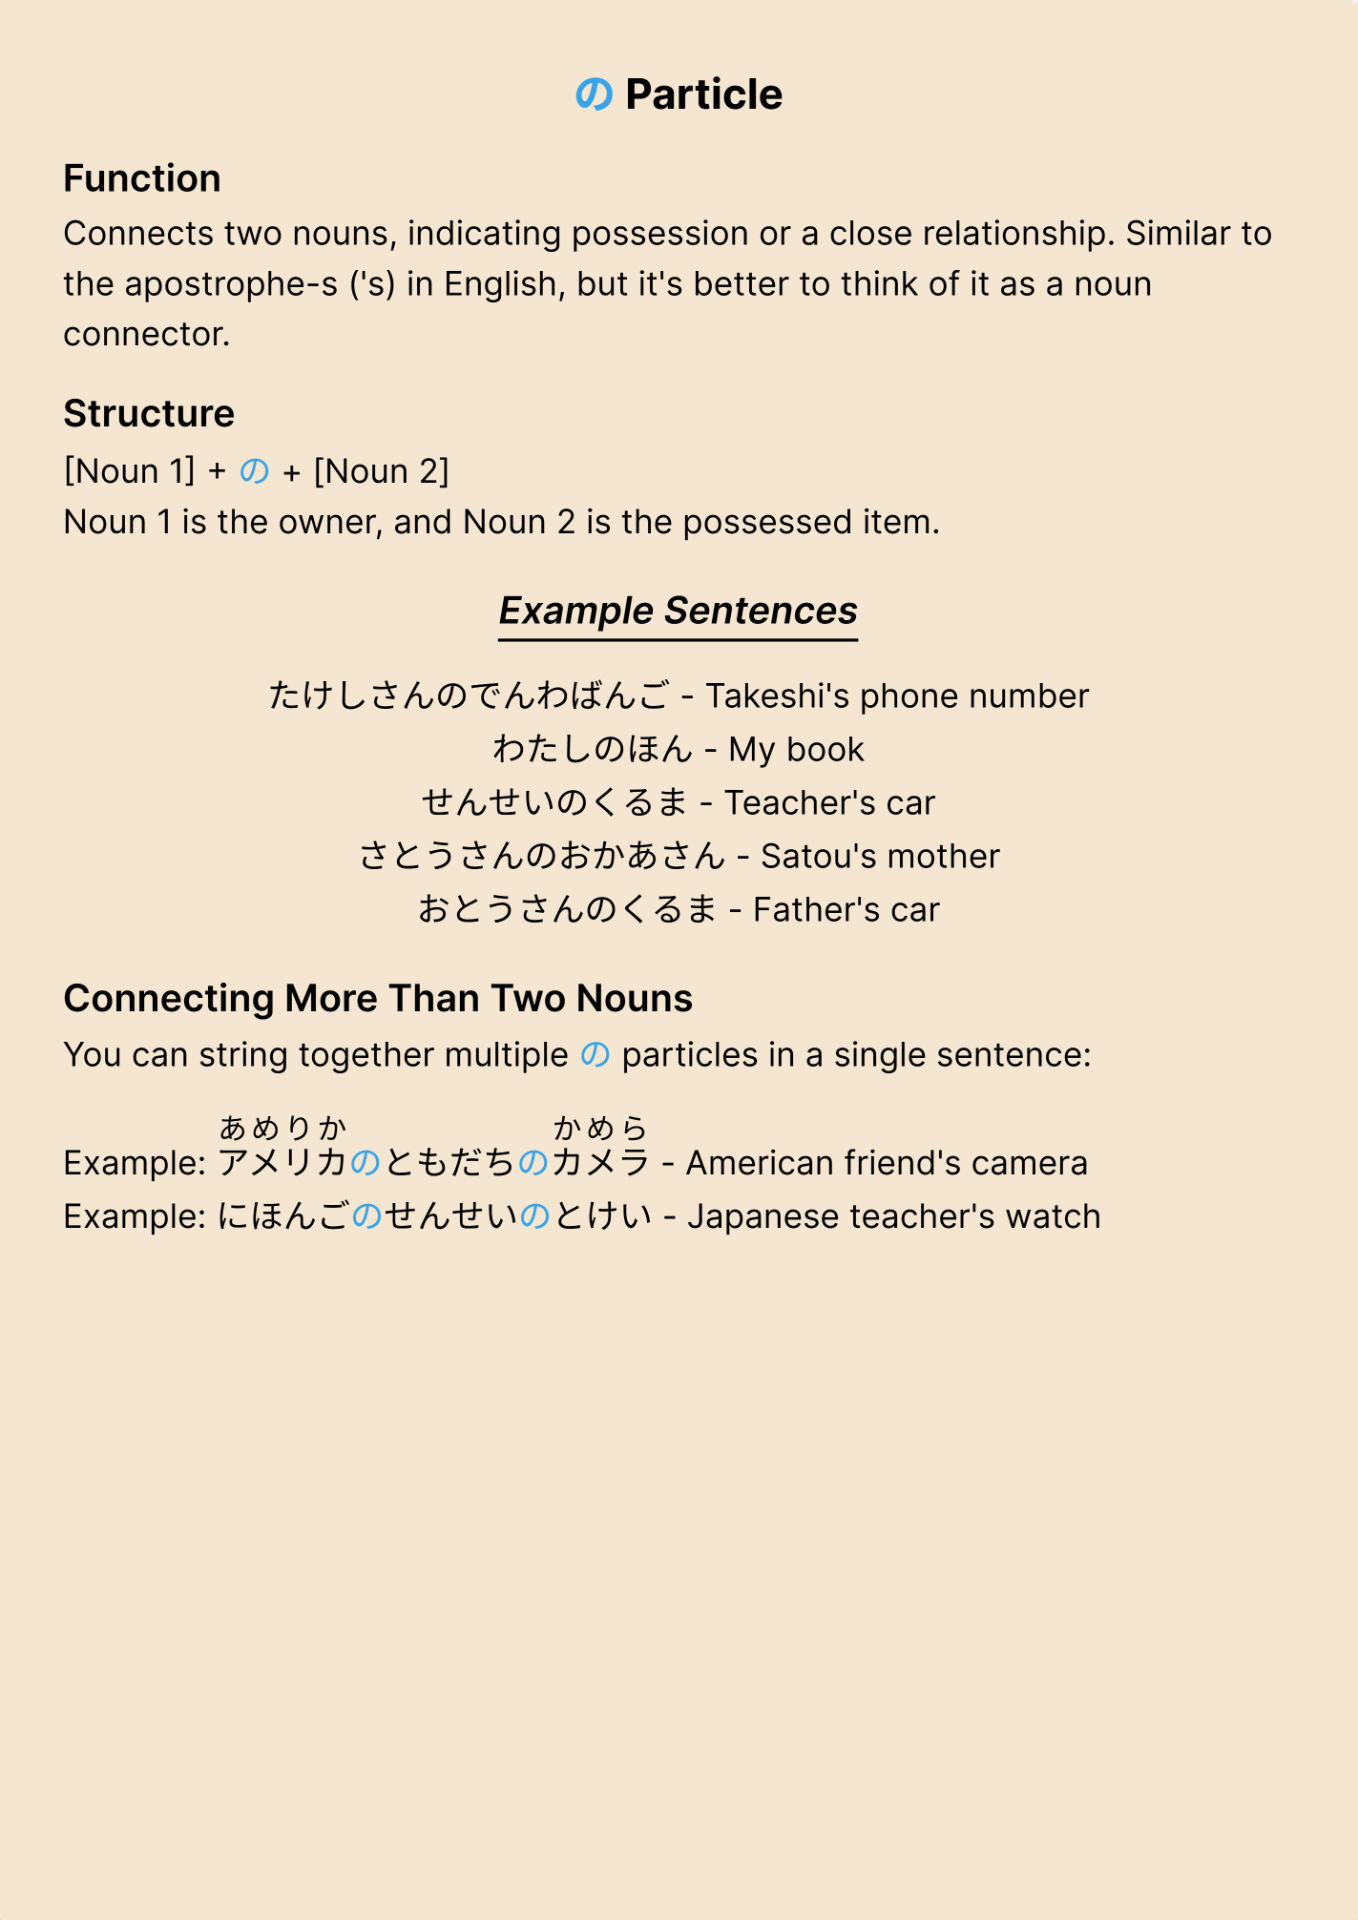 の Particle
Function
Connects two nouns, indicating possession or a close relationship. Similar to
the apostrophe-s ('s) in English, but it's better to think of it as a noun
connector.
Structure
[Noun 1] + の + [Noun 2]
Noun 1 is the owner, and Noun 2 is the possessed item.
Example Sentences
たけしさんのでんわばんご - Takeshi's phone number
わたしのほん - My book
せんせいのくるま - Teacher's car
さとうさんのおかあさん - Satou's mother
おとうさんのくるま - Father's car
Connecting More Than Two Nouns
You can string together multiple の particles in a single sentence:
あめりか かめら
Example: アメリカのともだちのカメラ - American friend's camera
Example: にほんごのせんせいのとけい - Japanese teacher's watch